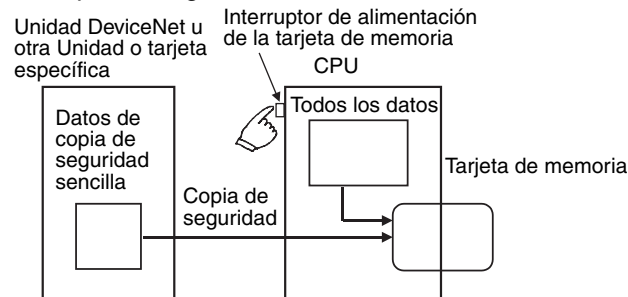 Unidad DeviceNet u
otra Unidad o tarjeta
específica
Interruptor de alimentación
de la tarjeta de memoria
CPU
Datos de
copia de
seguridad
sencilla
Todos los datos
Tarjeta de memoria
Copia de
seguridad